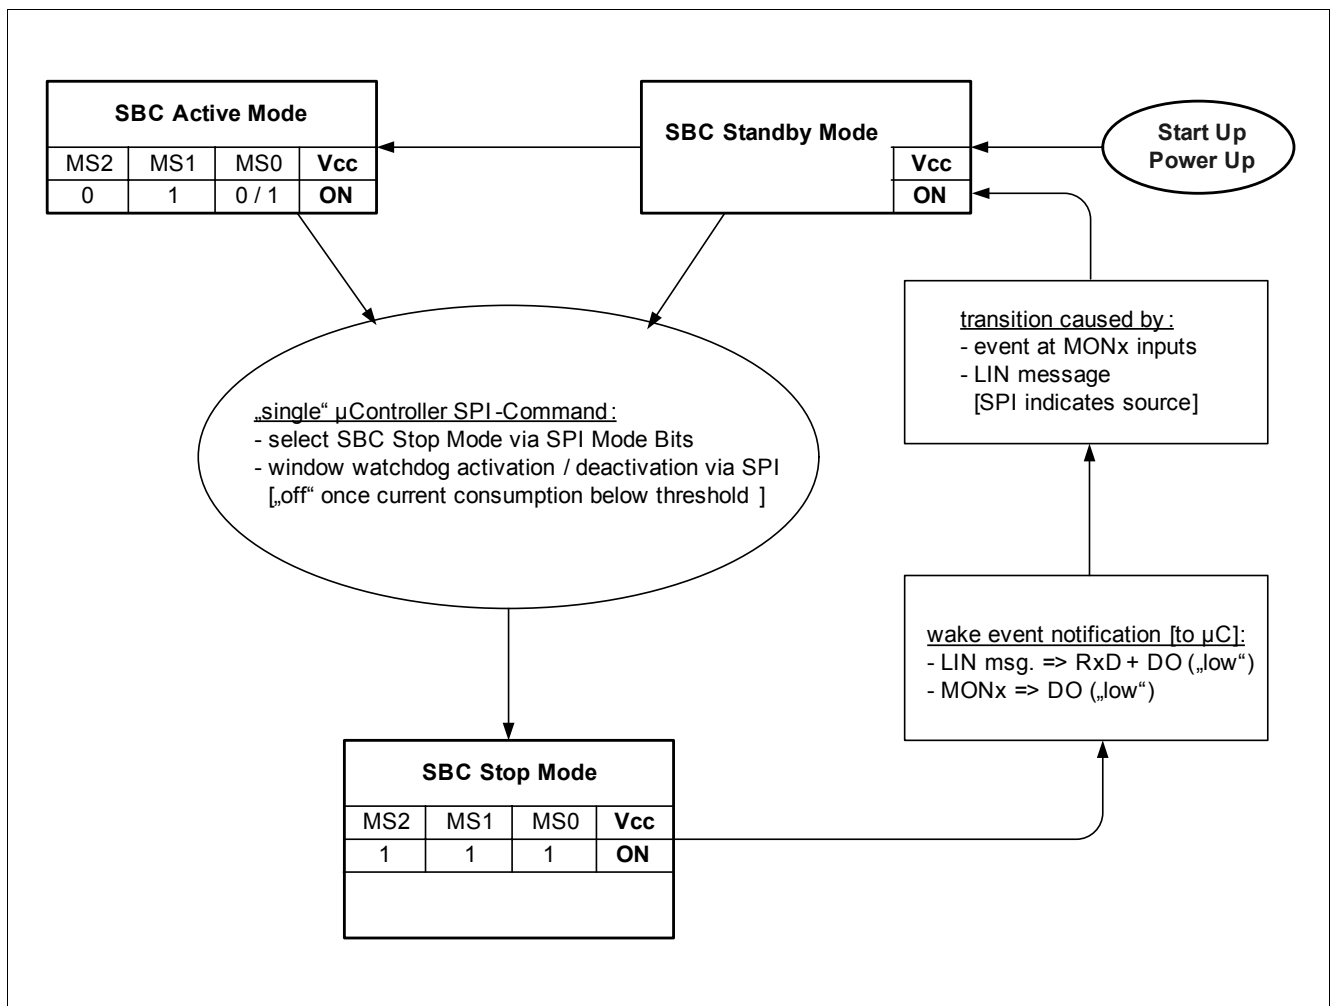 SBC Active Mode
MS2 MS1 MS0 Vcc
0 1 0 / 1 ON
SBC Standby Mode
Vcc
ON
Start Up
Power Up
transition caused by:
- event at MONx inputs
- LIN message
[SPI indicates source]
„single“ µController SPI-Command:
- select SBC Stop Mode via SPI Mode Bits
- window watchdog activation / deactivation via SPI
[„off“ once current consumption below threshold ]
wake event notification [to µC]:
- LIN msg. => RxD + DO („low“)
- MONx => DO („low“)
SBC Stop Mode
MS2 MS1 MS0 Vcc
1 1 1 ON